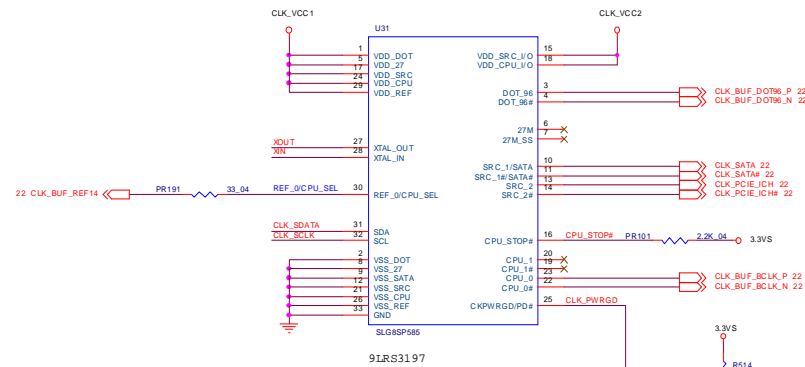 CLK_VCC1
CLK_VCC2
U31
1 VDD_DOT
5 VDD_27
17 VDD_SRC
24 VDD_CPU
29 VDD_REF
VDD_SRC_I/O 15
VDD_CPU_I/O 18
DOT_96 3 CLK_BUF_DOT96_P 22
DOT_96# 4 CLK_BUF_DOT96_N 22
27M 6
27M_SS 7
XOUT 27 XTAL_OUT
XIN 28 XTAL_IN
SRC_1/SATA 10 CLK_SATA 22
SRC_1#/SATA# 11 CLK_SATA# 22
SRC_2 13 CLK_PCIE_ICH 22
SRC_2# 14 CLK_PCIE_ICH# 22
22 CLK_BUF_REF14 PR191 33_04 REF_0/CPU_SEL 30 REF_0/CPU_SEL
CLK_SDATA 31 SDA
CLK_SCLK 32 SCL
CPU_STOP# 16 CPU_STOP# PR101 2.2K_04 3.3VS
2 VSS_DOT
8 VSS_27
9 VSS_SATA
12 VSS_SRC
21 VSS_CPU
26 VSS_REF
33 GND
CPU_1 20
CPU_1# 19
CPU_0 23 CLK_BUF_BCLK_P 22
CPU_0# 22 CLK_BUF_BCLK_N 22
CKPWRGD/PD# 25 CLK_PWRGD
SLG8SP585
3.3VS
9LRS3197
R514